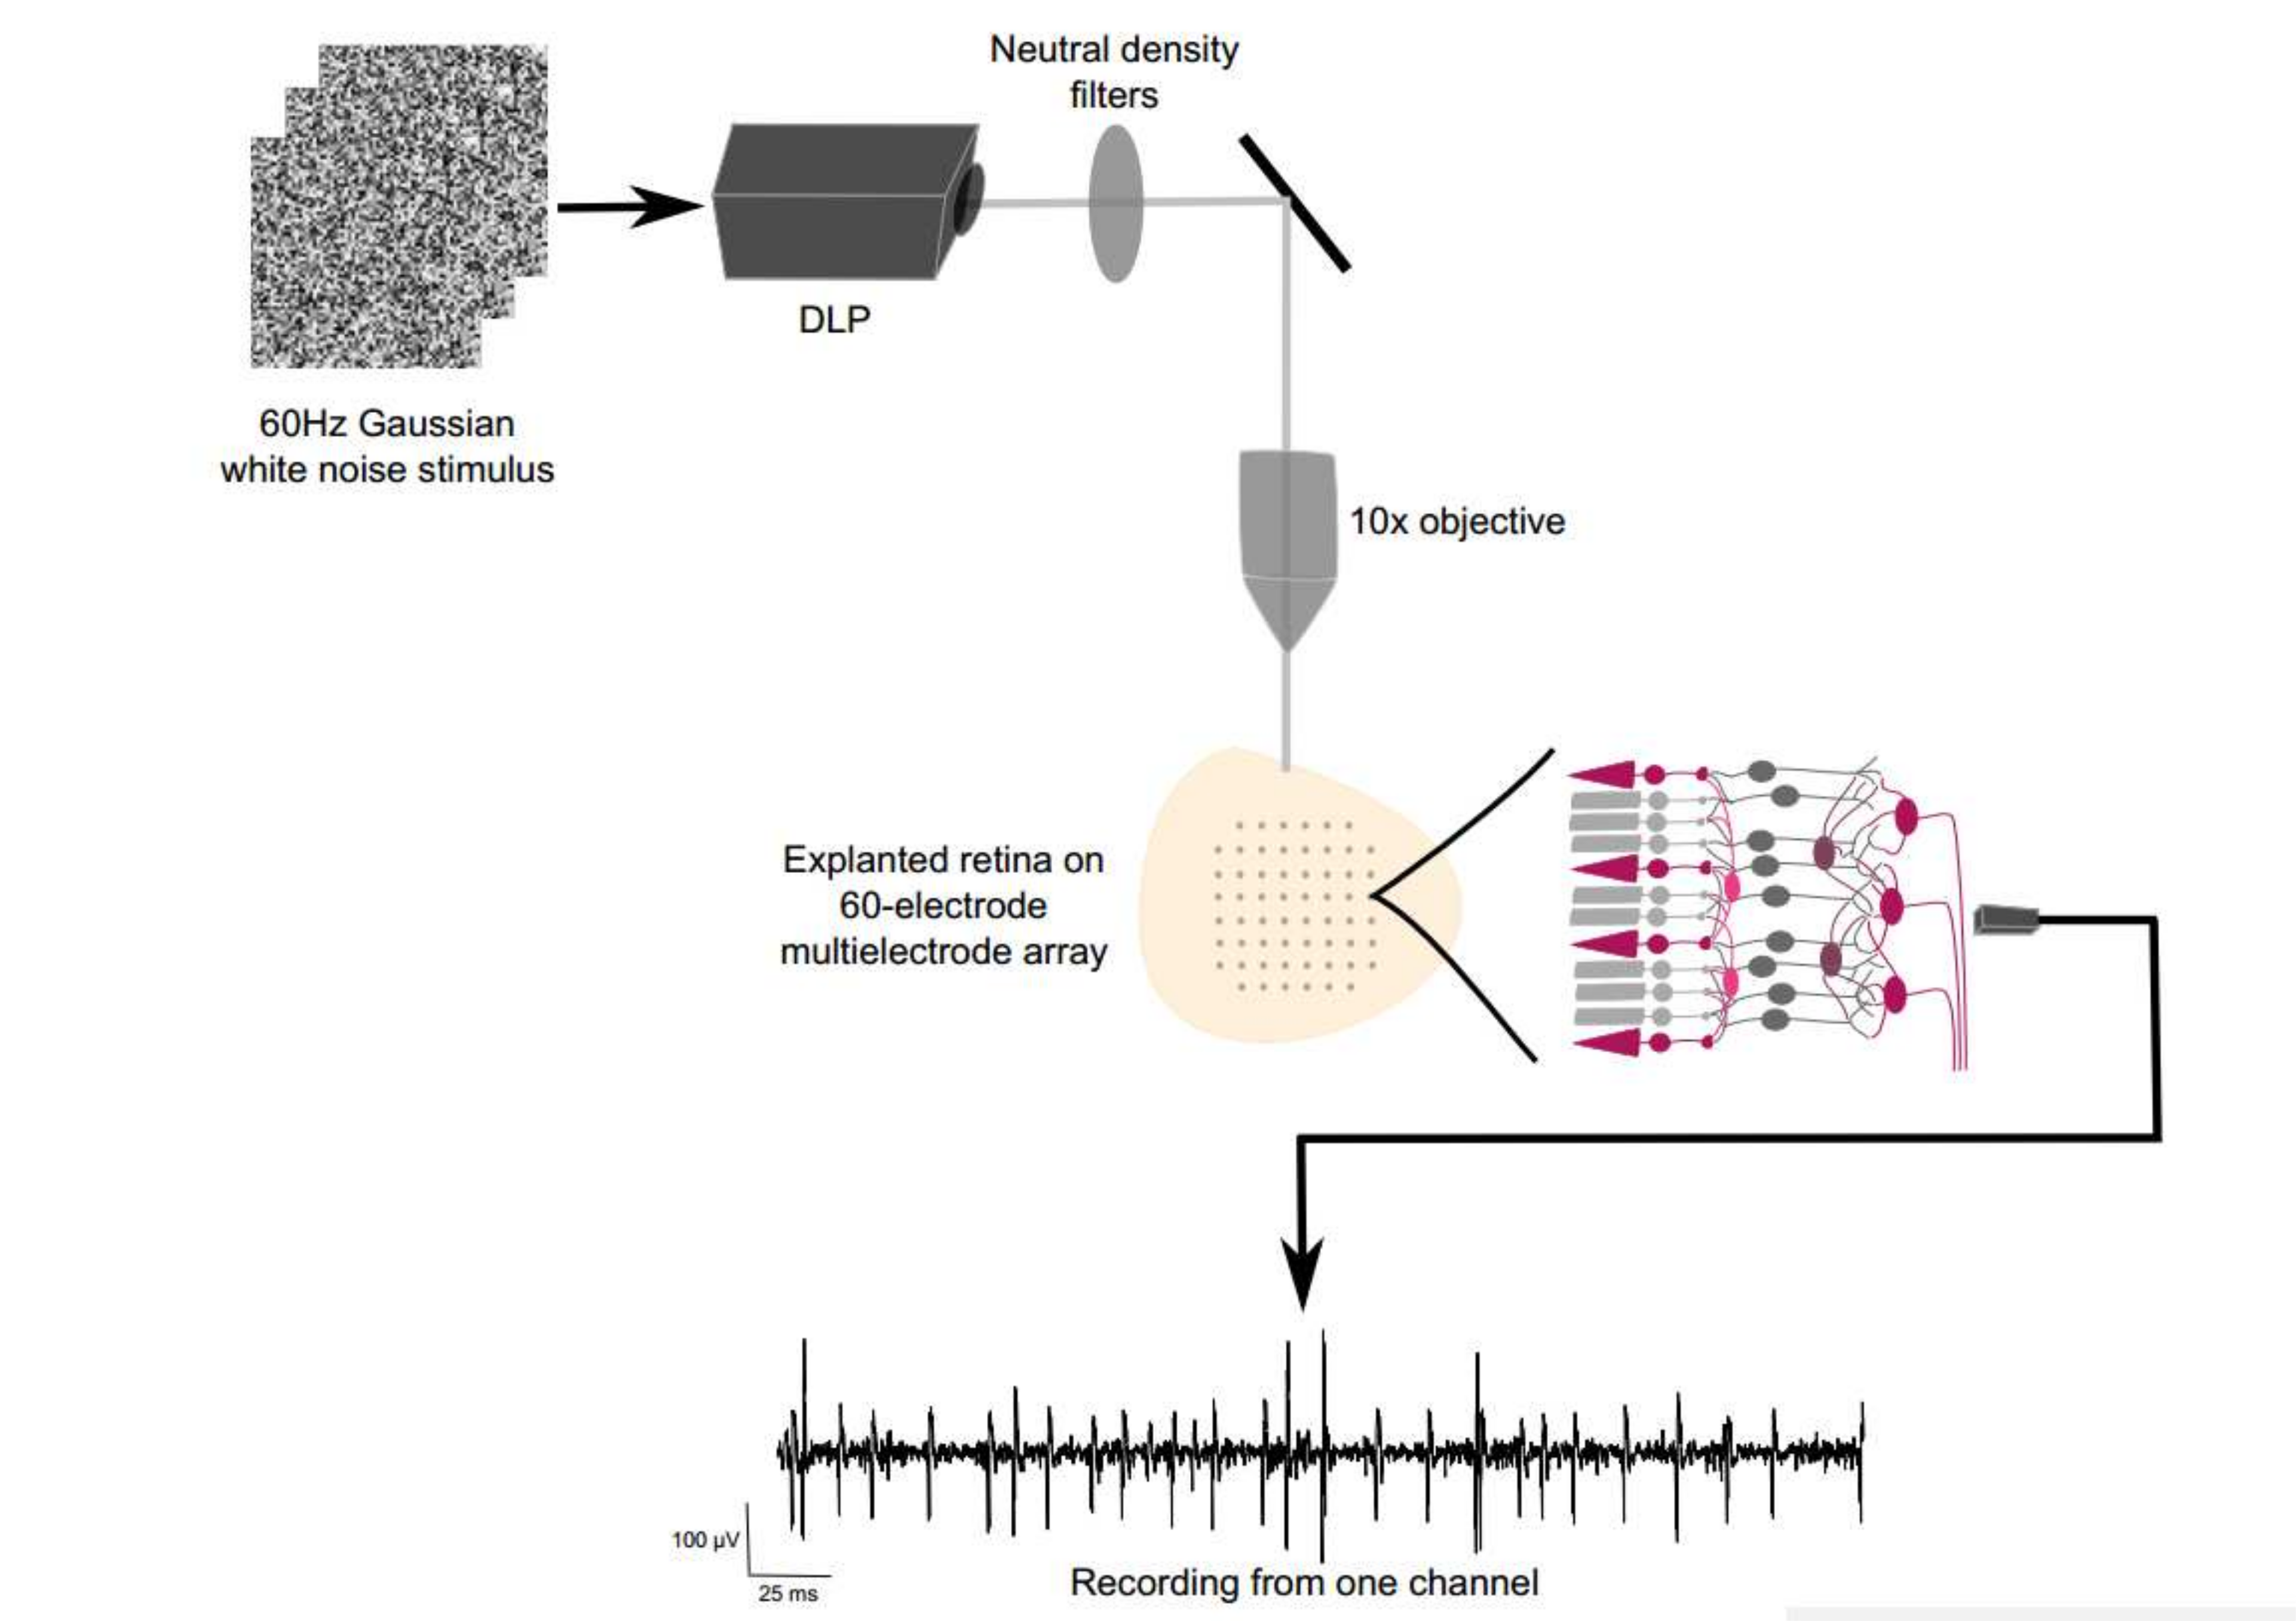 Neutral density
filters
DLP
60Hz Gaussian
white noise stimulus
10x objective
Explanted retina on
60-electrode
multielectrode array
100 µV
25 ms
Recording from one channel